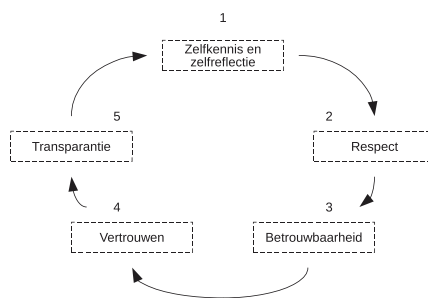 1
Zelfkennis en
zelfreflectie
2
Respect
3
Betrouwbaarheid
4
Vertrouwen
5
Transparantie